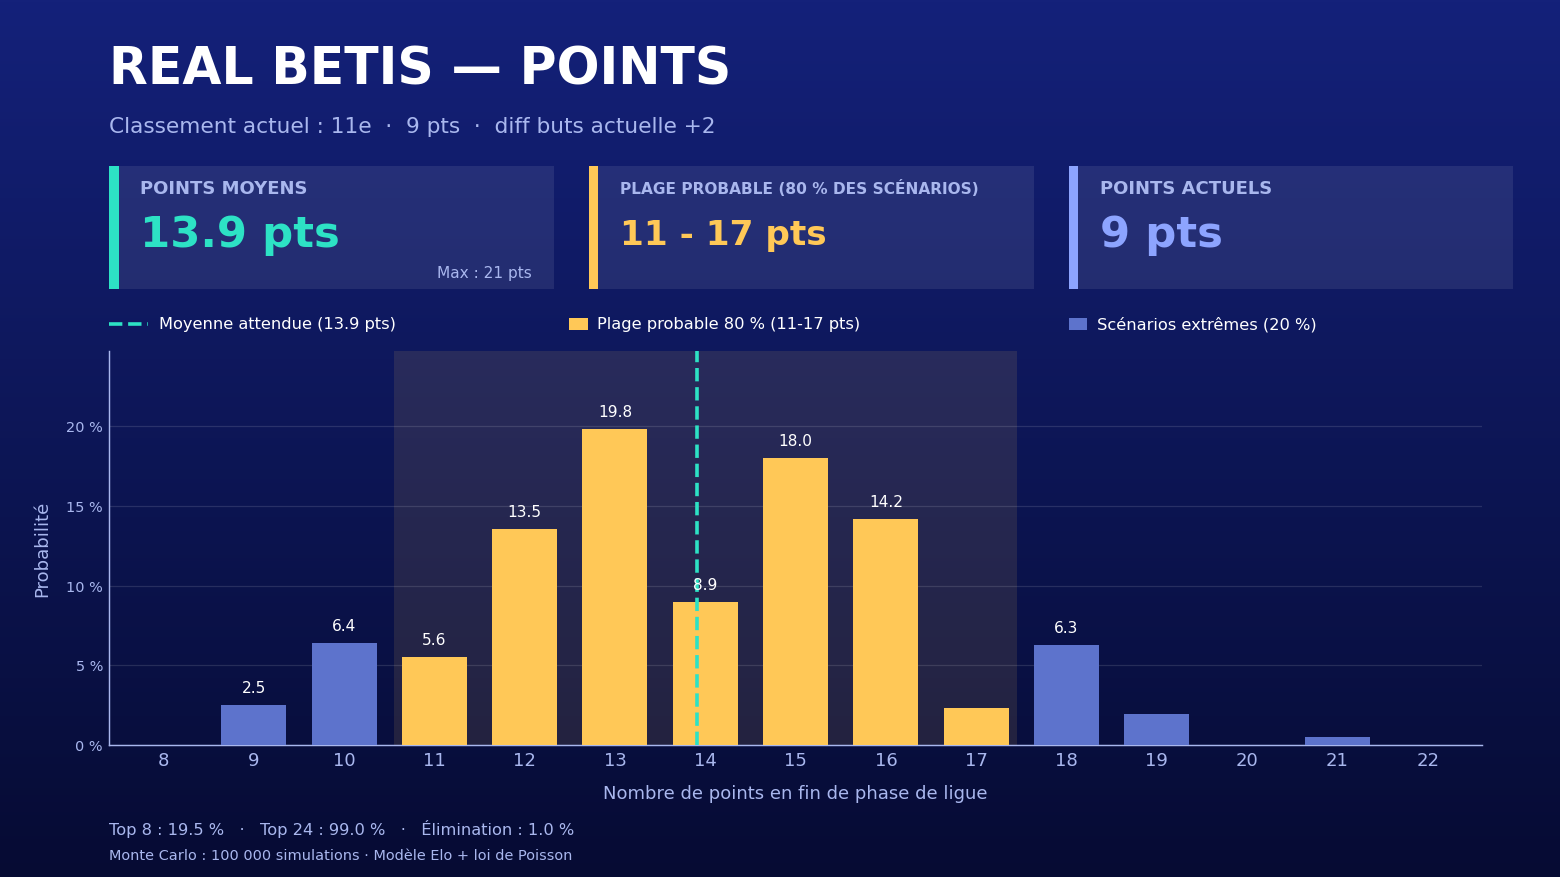 REAL BETIS — POINTS
Classement actuel : 11e · 9 pts · diff buts actuelle +2
POINTS MOYENS
13.9 pts
Max : 21 pts
PLAGE PROBABLE (80 % DES SCÉNARIOS)
11 - 17 pts
POINTS ACTUELS
9 pts
Moyenne attendue (13.9 pts)
Plage probable 80 % (11-17 pts)
Scénarios extrêmes (20 %)
Probabilité
20 %
15 %
10 %
5 %
0 %
2.5
6.4
5.6
13.5
19.8
8.9
18.0
14.2
6.3
8 9 10 11 12 13 14 15 16 17 18 19 20 21 22
Nombre de points en fin de phase de ligue
Top 8 : 19.5 % · Top 24 : 99.0 % · Élimination : 1.0 %
Monte Carlo : 100 000 simulations · Modèle Elo + loi de Poisson